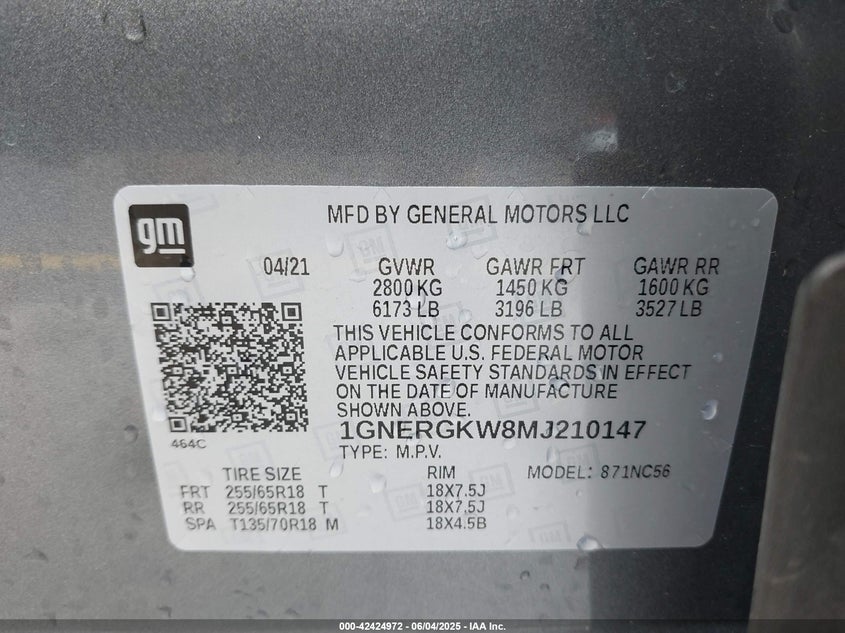 gm
MFD BY GENERAL MOTORS LLC
04/21 GVWR GAWR FRT GAWR RR
2800 KG 1450 KG 1600 KG
6173 LB 3196 LB 3527 LB
THIS VEHICLE CONFORMS TO ALL
APPLICABLE U.S. FEDERAL MOTOR
VEHICLE SAFETY STANDARDS IN EFFECT
ON THE DATE OF MANUFACTURE
SHOWN ABOVE.
464C
1GNERGKW8MJ210147
TYPE: M.P.V.
TIRE SIZE RIM MODEL: 871NC56
FRT 255/65R18 T 18X7.5J
RR 255/65R18 T 18X7.5J
SPA T135/70R18 M 18X4.5B
000-42424972 - 06/04/2025 - IAA Inc.